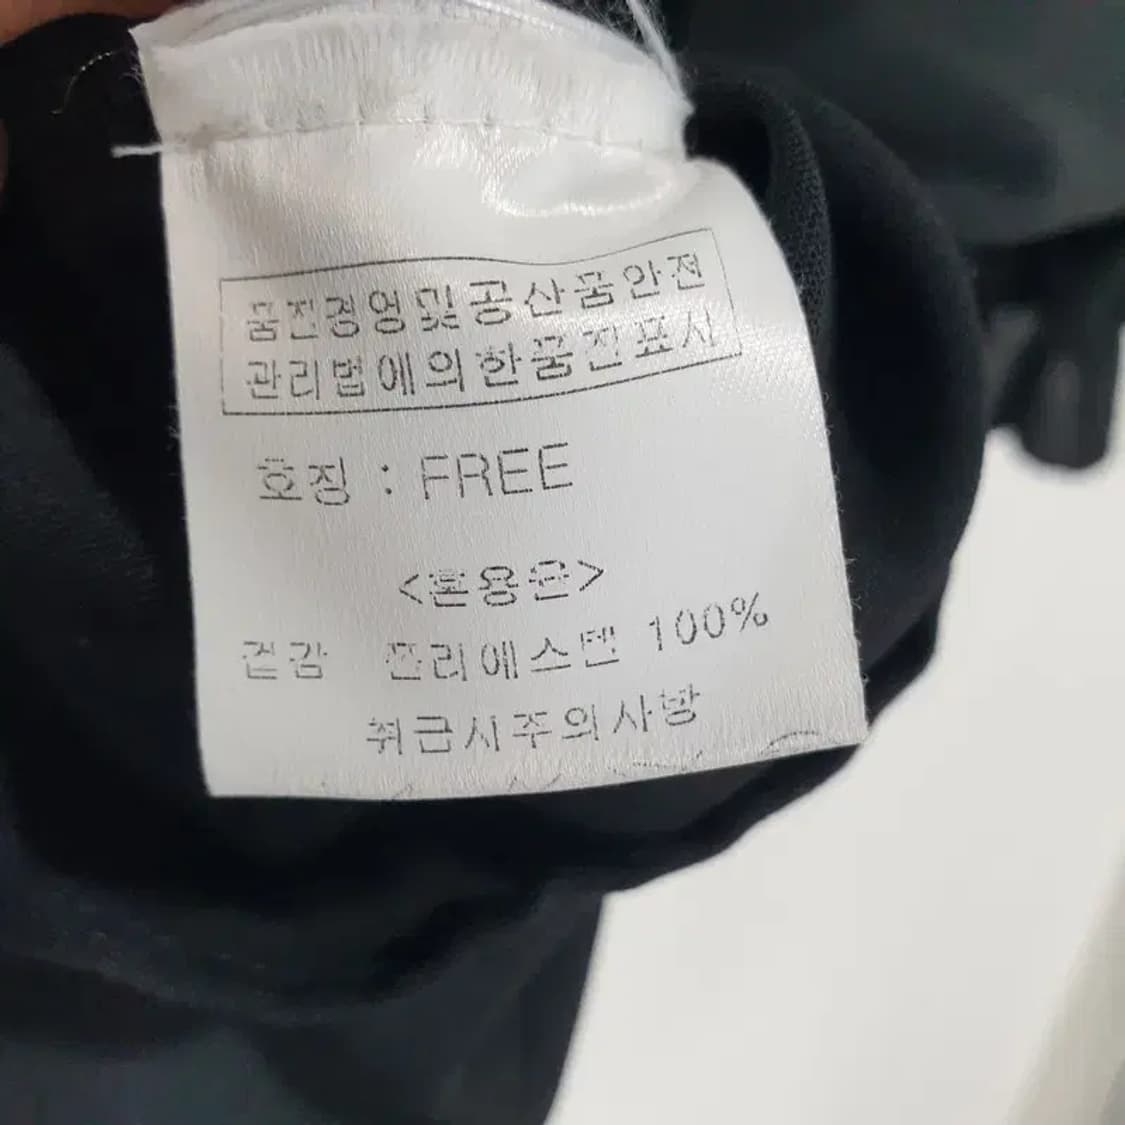 품질경영및공산품안전
관리법에의한품질표시
호칭 : FREE
<혼용율>
겉감 폴리에스텔 100%
취급시주의사항